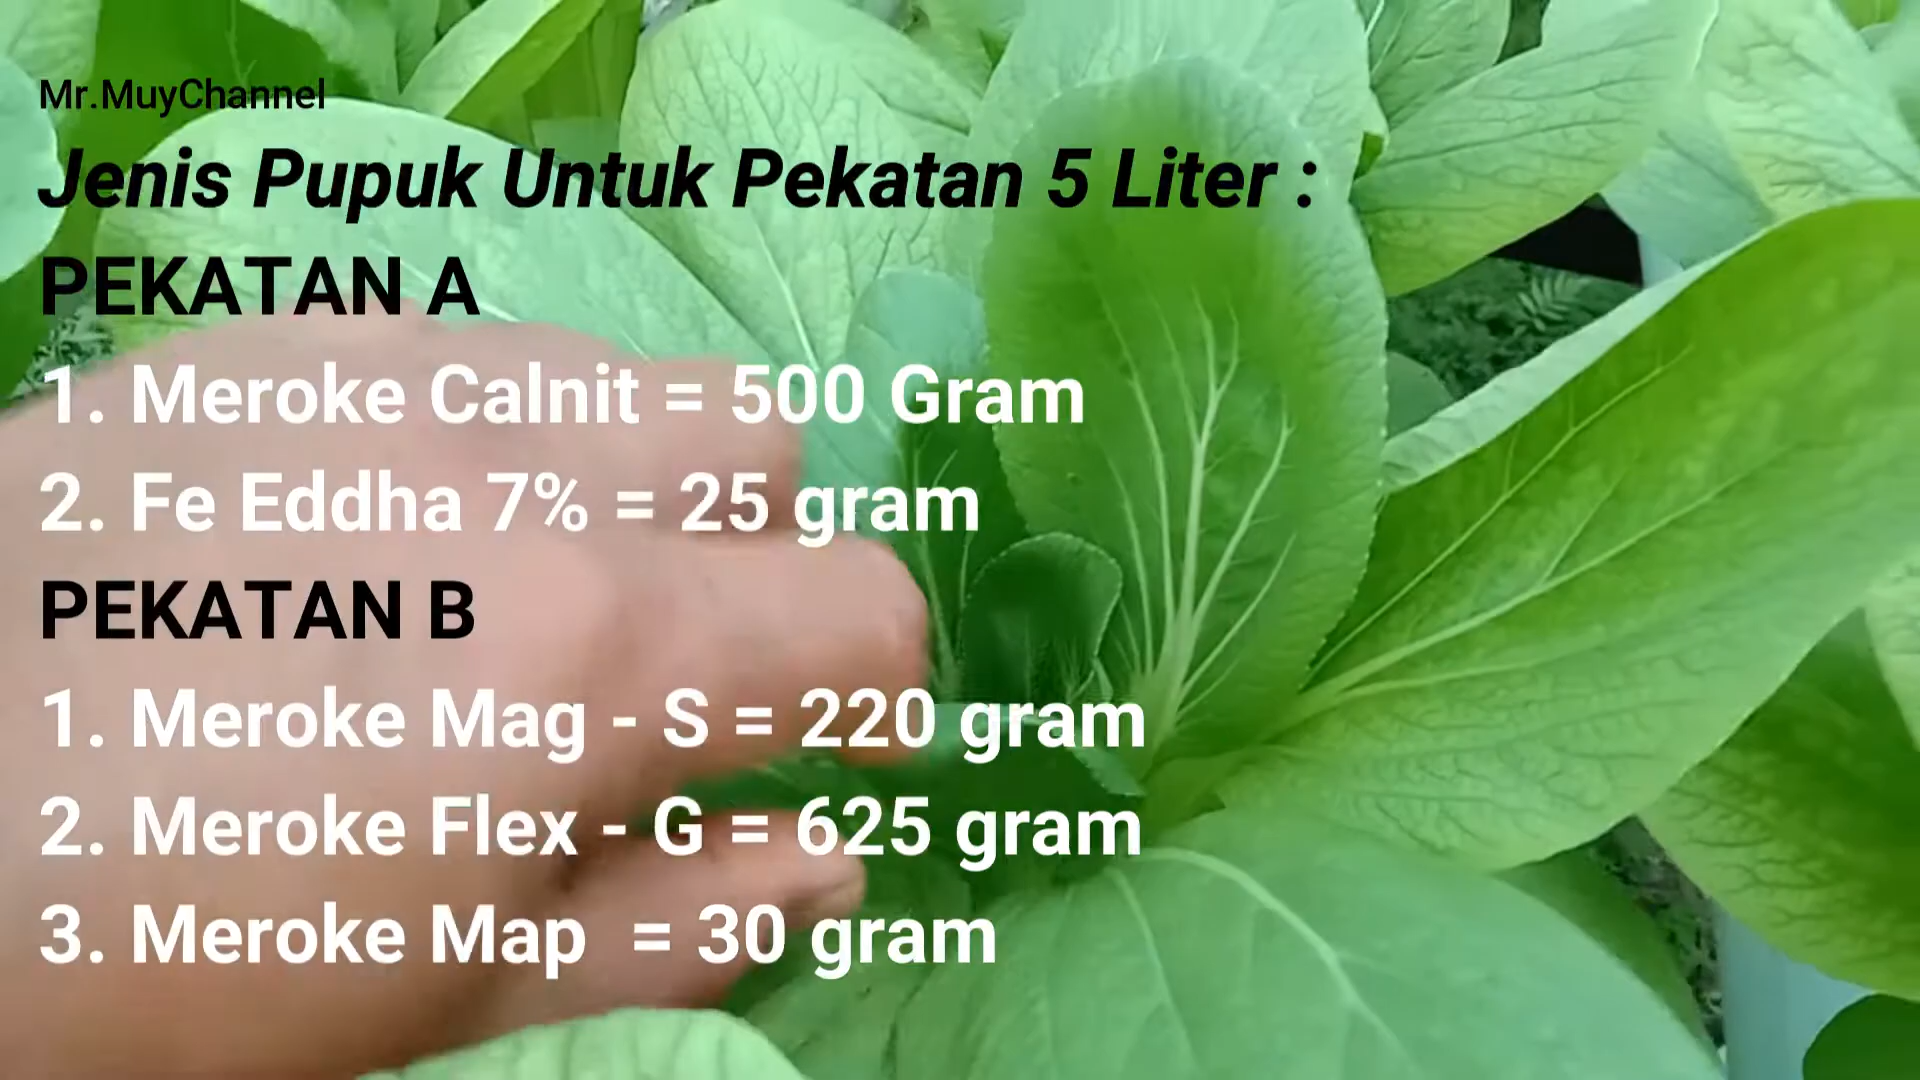 Mr.MuyChannel
Jenis Pupuk Untuk Pekatan 5 Liter :
PEKATAN A
1. Meroke Calnit = 500 Gram
2. Fe Eddha 7% = 25 gram
PEKATAN B
1. Meroke Mag - S = 220 gram
2. Meroke Flex - G = 625 gram
3. Meroke Map = 30 gram